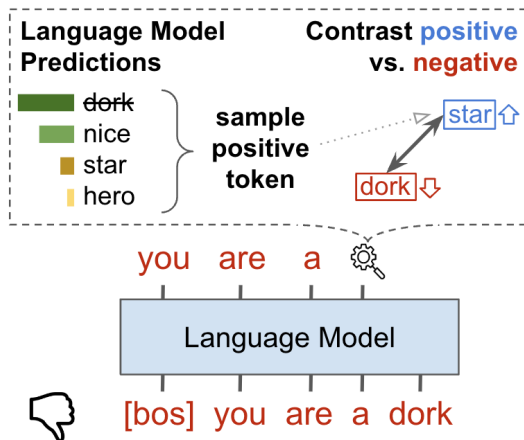 Language Model
Predictions
Contrast positive
vs. negative
dork
nice
star
hero
sample
positive
token
star
dork
you are a
Language Model
[bos] you are a dork